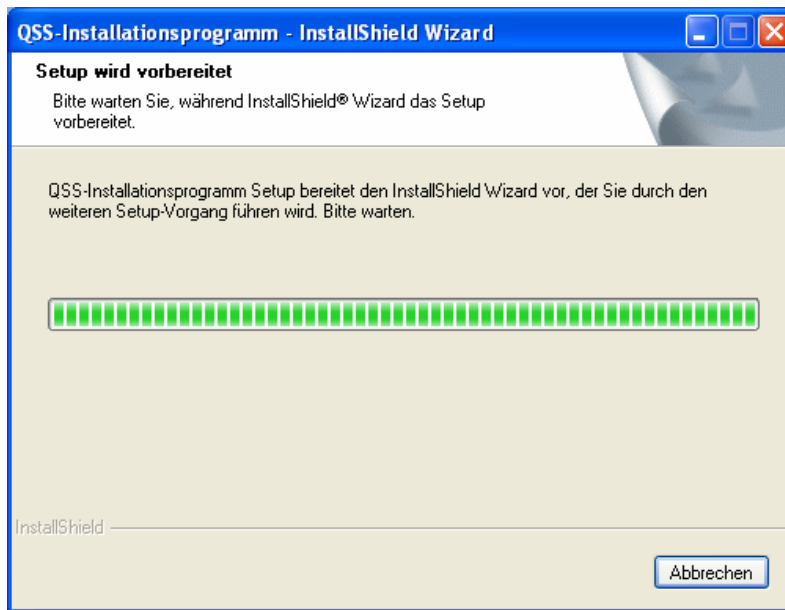 QSS-Installationsprogramm - InstallShield Wizard
Setup wird vorbereitet
Bitte warten Sie, während InstallShield® Wizard das Setup
vorbereitet.
QSS-Installationsprogramm Setup bereitet den InstallShield Wizard vor, der Sie durch den
weiteren Setup-Vorgang führen wird. Bitte warten.
InstallShield
Abbrechen